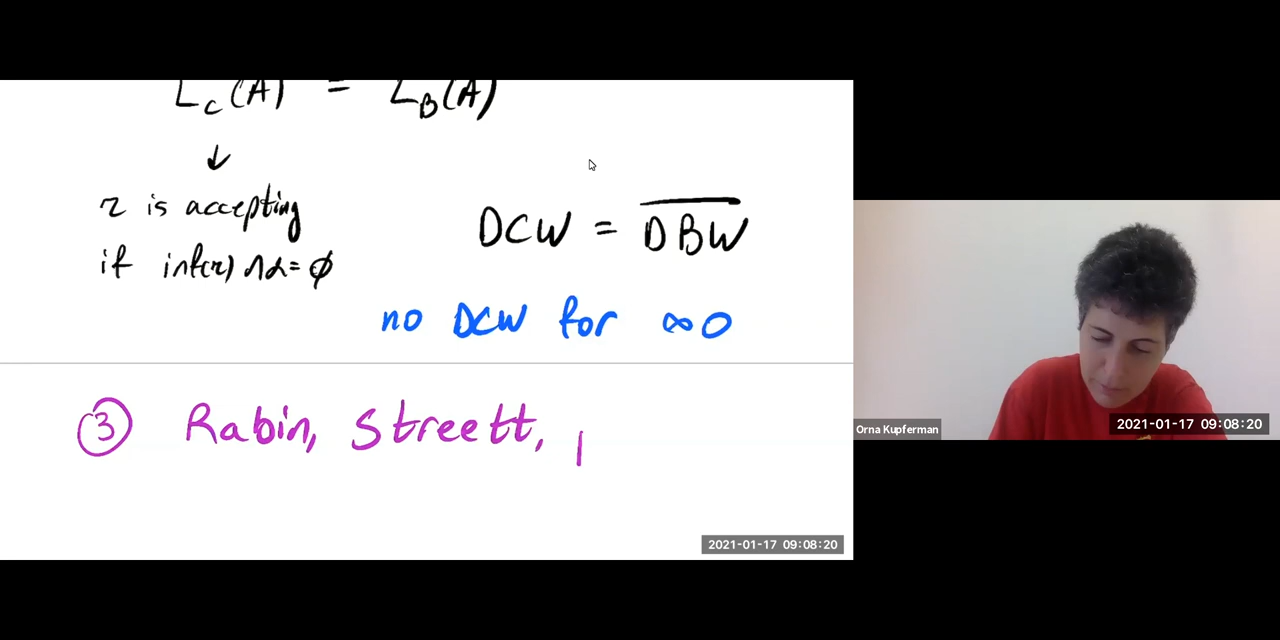 L_C(A) = L_B(A)
↓
r is accepting
if inf(r) ∩ α = ∅
DCW = \overline{DBW}
no DCW for ∞0
③ Rabin, Streett,
Orna Kupferman
2021-01-17 09:08:20
2021-01-17 09:08:20